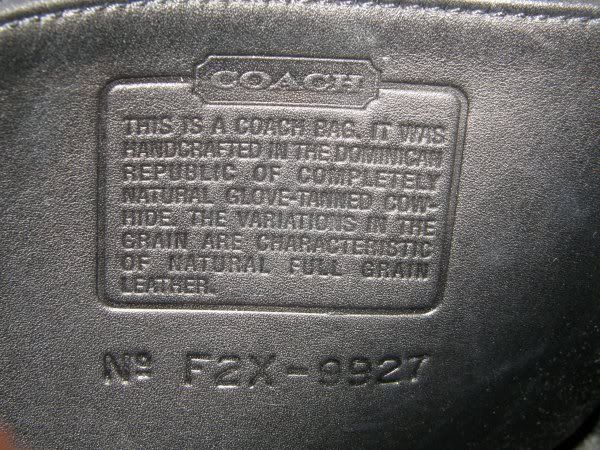 COACH
THIS IS A COACH BAG. IT WAS
HANDCRAFTED IN THE DOMINICAN
REPUBLIC OF COMPLETELY
NATURAL GLOVE-TANNED COW-
HIDE. THE VARIATIONS IN THE
GRAIN ARE CHARACTERISTIC
OF NATURAL FULL GRAIN
LEATHER.
Nº F2X-9927